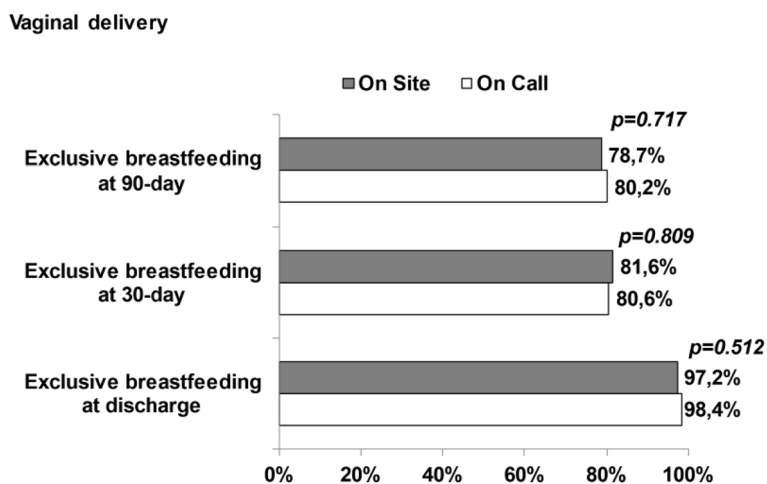 Vaginal delivery
On Site On Call
p=0.717
Exclusive breastfeeding
at 90-day
78,7%
80,2%
p=0.809
Exclusive breastfeeding
at 30-day
81,6%
80,6%
p=0.512
Exclusive breastfeeding
at discharge
97,2%
98,4%
0% 20% 40% 60% 80% 100%